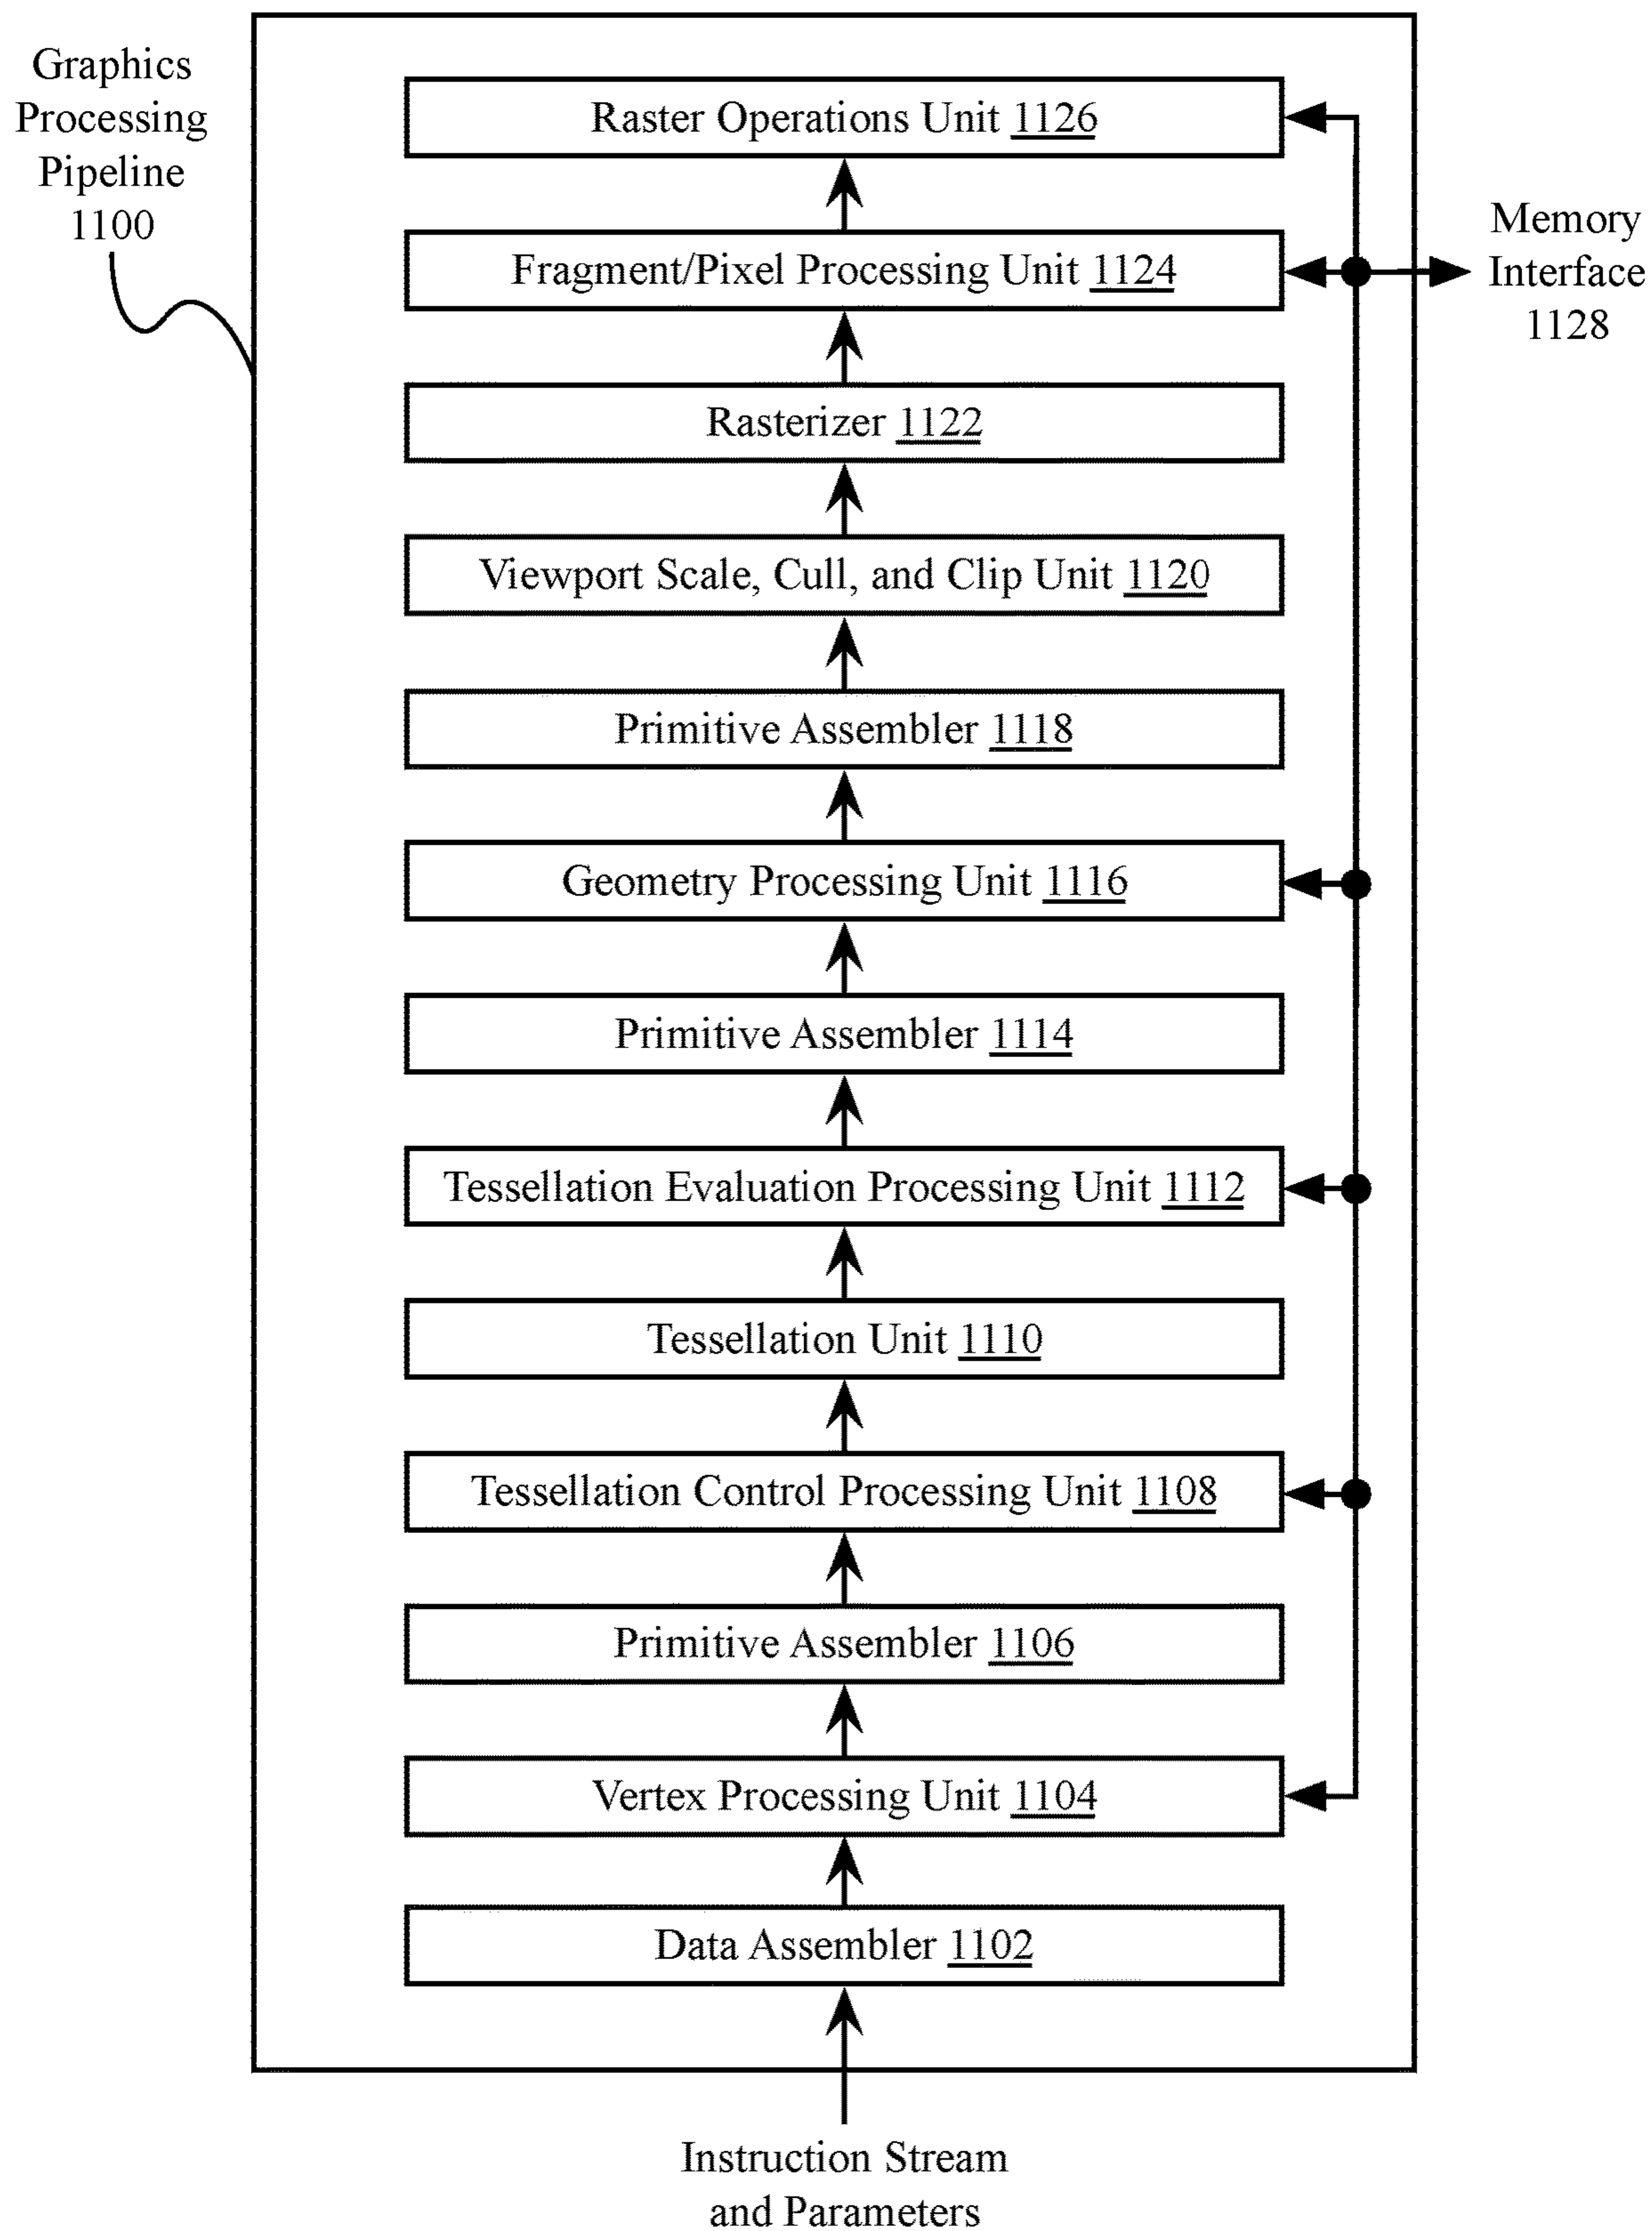 Graphics
Processing
Pipeline
1100
Raster Operations Unit 1126
Fragment/Pixel Processing Unit 1124
Memory
Interface
1128
Rasterizer 1122
Viewport Scale, Cull, and Clip Unit 1120
Primitive Assembler 1118
Geometry Processing Unit 1116
Primitive Assembler 1114
Tessellation Evaluation Processing Unit 1112
Tessellation Unit 1110
Tessellation Control Processing Unit 1108
Primitive Assembler 1106
Vertex Processing Unit 1104
Data Assembler 1102
Instruction Stream
and Parameters